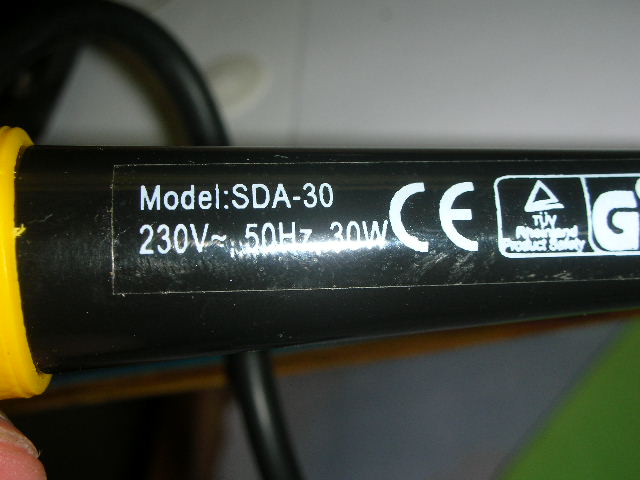 Model:SDA-30
230V~, 50Hz, 30W
CE
TÜV
Rheinland
Product Safety
G